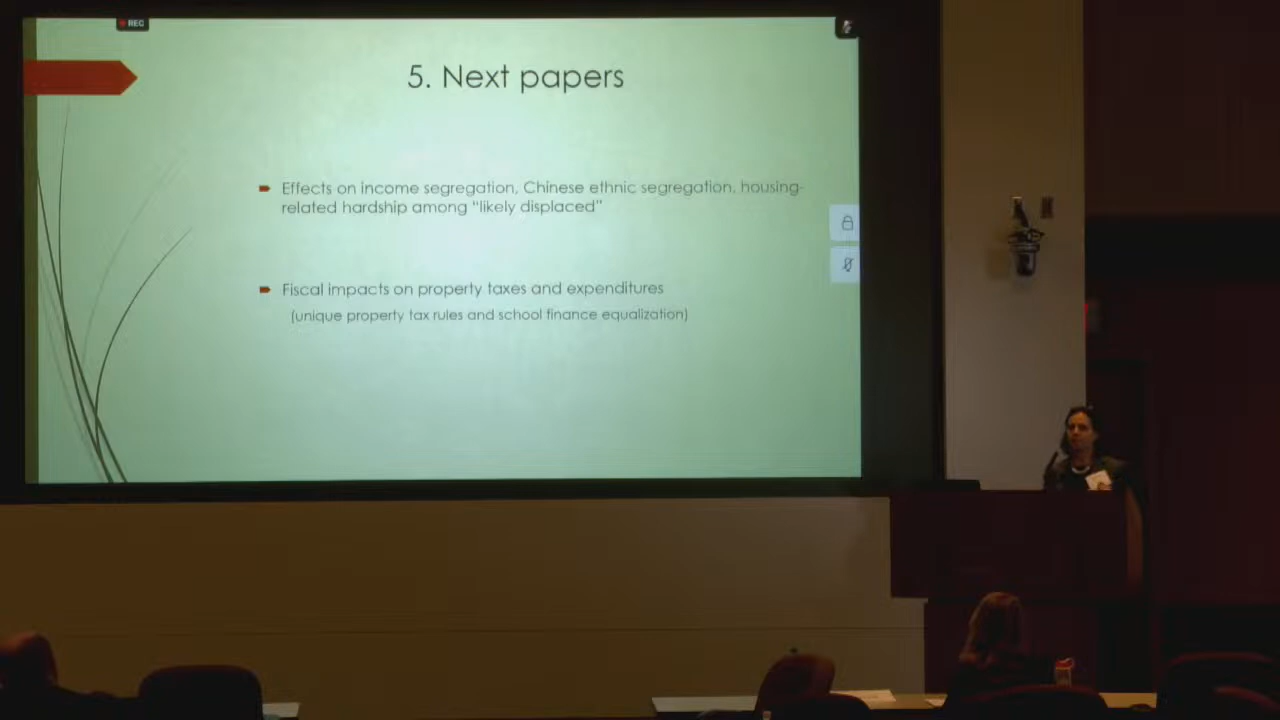 REC
5. Next papers
Effects on income segregation, Chinese ethnic segregation, housing-
related hardship among “likely displaced”
Fiscal impacts on property taxes and expenditures
(unique property tax rules and school finance equalization)